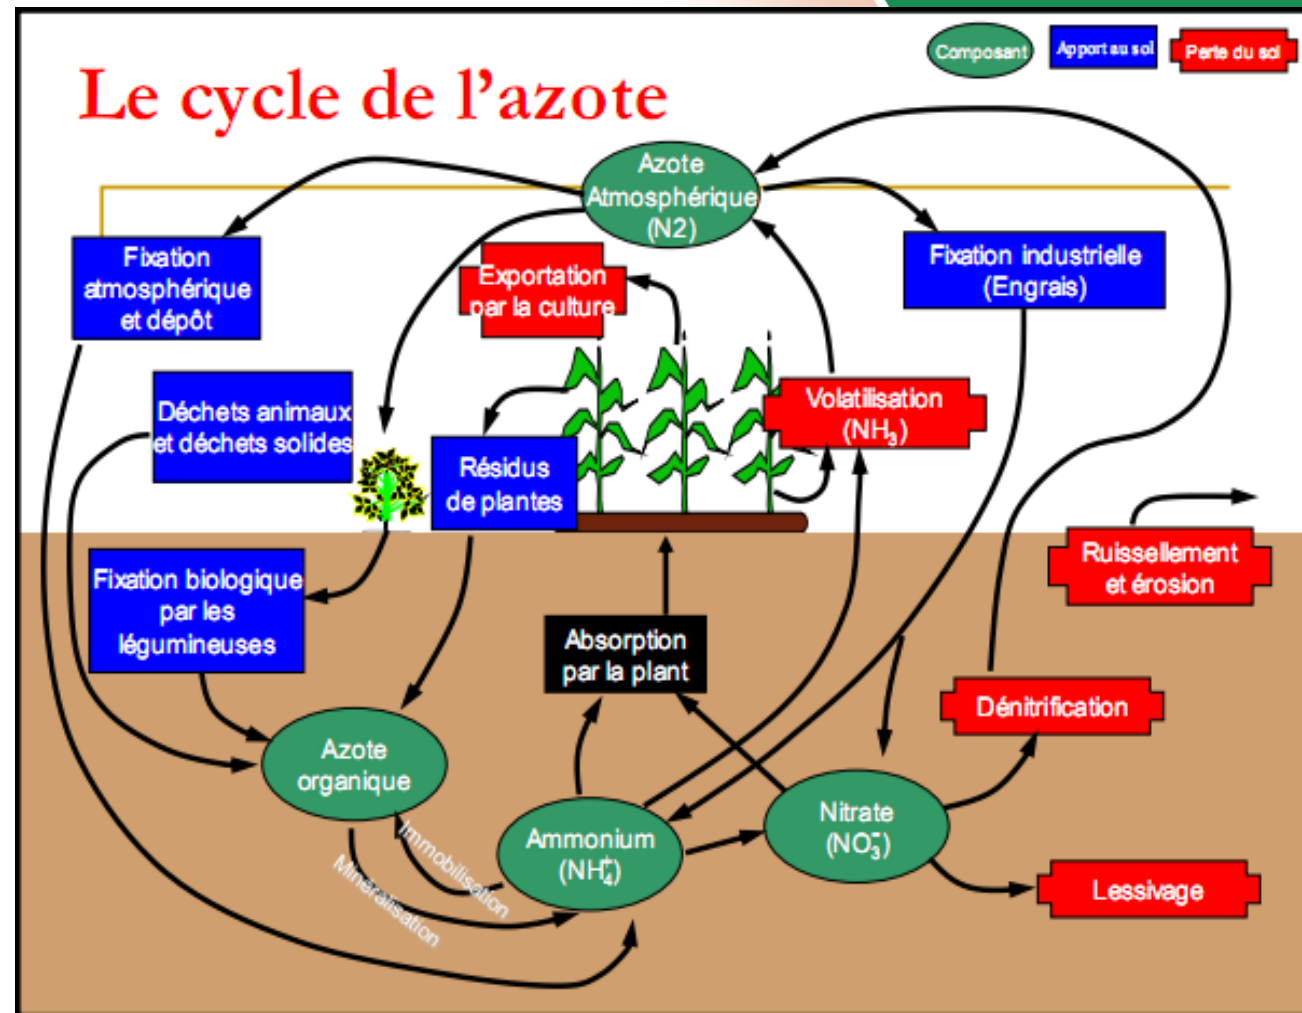 Composant
Apport au sol
Perte du sol
Le cycle de l'azote
Azote
Atmosphérique
(N2)
Fixation
atmosphérique
et dépôt
Exportation
par la culture
Fixation industrielle
(Engrais)
Déchets animaux
et déchets solides
Résidus
de plantes
Volatilisation
(NH₃)
Fixation biologique
par les
légumineuses
Absorption
par la plant
Ruissellement
et érosion
Dénitrification
Azote
organique
Immobilisation
Minéralisation
Ammonium
(NH₄⁺)
Nitrate
(NO₃⁻)
Lessivage